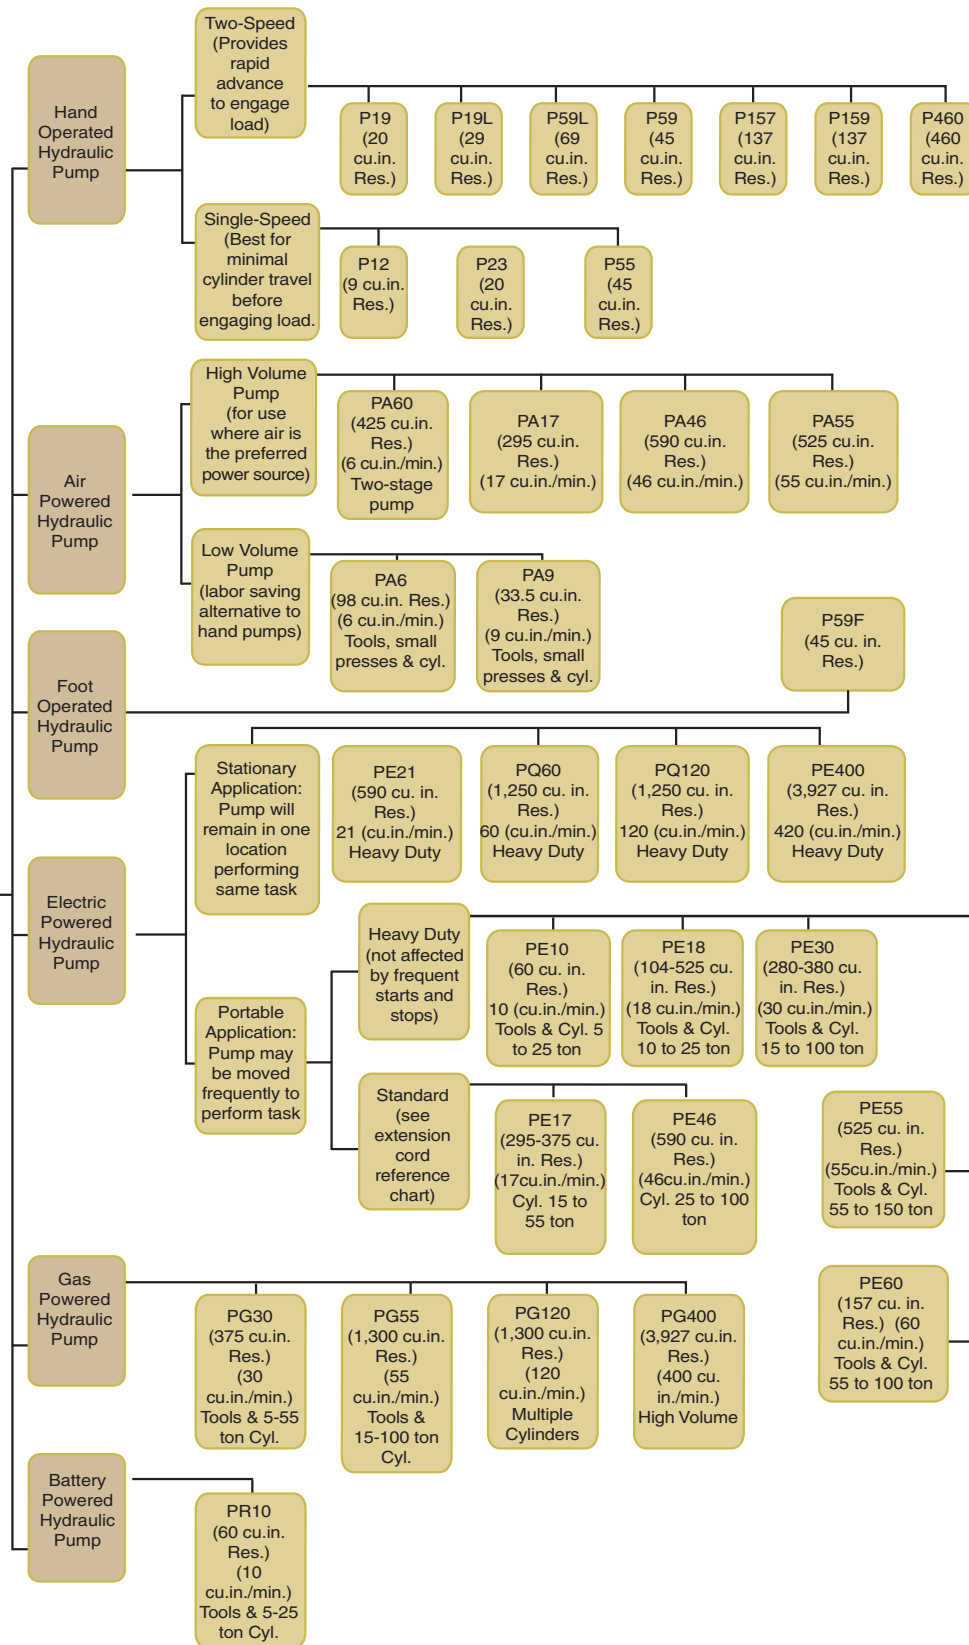 Hand
Operated
Hydraulic
Pump
Two-Speed
(Provides
rapid
advance
to engage
load)
P19
(20
cu.in.
Res.)
P19L
(29
cu.in.
Res.)
P59L
(69
cu.in.
Res.)
P59
(45
cu.in.
Res.)
P157
(137
cu.in.
Res.)
P159
(137
cu.in.
Res.)
P460
(460
cu.in.
Res.)
Single-Speed
(Best for
minimal
cylinder travel
before
engaging load.
P12
(9 cu.in.
Res.)
P23
(20
cu.in.
Res.)
P55
(45
cu.in.
Res.)
Air
Powered
Hydraulic
Pump
High Volume
Pump
(for use
where air is
the preferred
power source)
PA60
(425 cu.in.
Res.)
(6 cu.in./min.)
Two-stage
pump
PA17
(295 cu.in.
Res.)
(17 cu.in./min.)
PA46
(590 cu.in.
Res.)
(46 cu.in./min.)
PA55
(525 cu.in.
Res.)
(55 cu.in./min.)
Low Volume
Pump
(labor saving
alternative to
hand pumps)
PA6
(98 cu.in. Res.)
(6 cu.in./min.)
Tools, small
presses & cyl.
PA9
(33.5 cu.in.
Res.)
(9 cu.in./min.)
Tools, small
presses & cyl.
Foot
Operated
Hydraulic
Pump
P59F
(45 cu. in.
Res.)
Electric
Powered
Hydraulic
Pump
Stationary
Application:
Pump will
remain in one
location
performing
same task
PE21
(590 cu. in.
Res.)
21 (cu.in./min.)
Heavy Duty
PQ60
(1,250 cu. in.
Res.)
60 (cu.in./min.)
Heavy Duty
PQ120
(1,250 cu. in.
Res.)
120 (cu.in./min.)
Heavy Duty
PE400
(3,927 cu. in.
Res.)
420 (cu.in./min.)
Heavy Duty
Portable
Application:
Pump may
be moved
frequently to
perform task
Heavy Duty
(not affected
by frequent
starts and
stops)
PE10
(60 cu. in.
Res.)
10 (cu.in./min.)
Tools & Cyl. 5
to 25 ton
PE18
(104-525 cu.
in. Res.)
(18 cu.in./min.)
Tools & Cyl.
10 to 25 ton
PE30
(280-380 cu.
in. Res.)
(30 cu.in./min.)
Tools & Cyl.
15 to 100 ton
Standard
(see
extension
cord
reference
chart)
PE17
(295-375 cu.
in. Res.)
(17cu.in./min.)
Cyl. 15 to
55 ton
PE46
(590 cu. in.
Res.)
(46cu.in./min.)
Cyl. 25 to 100
ton
PE55
(525 cu. in.
Res.)
(55cu.in./min.)
Tools & Cyl.
55 to 150 ton
PE60
(157 cu. in.
Res.) (60
cu.in./min.)
Tools & Cyl.
55 to 100 ton
Gas
Powered
Hydraulic
Pump
PG30
(375 cu.in.
Res.)
(30
cu.in./min.)
Tools & 5-55
ton Cyl.
PG55
(1,300 cu.in.
Res.)
(55
cu.in./min.)
Tools &
15-100 ton
Cyl.
PG120
(1,300 cu.in.
Res.)
(120
cu.in./min.)
Multiple
Cylinders
PG400
(3,927 cu.in.
Res.)
(400 cu.
in./min.)
High Volume
Battery
Powered
Hydraulic
Pump
PR10
(60 cu.in.
Res.)
(10
cu.in./min.)
Tools & 5-25
ton Cyl.